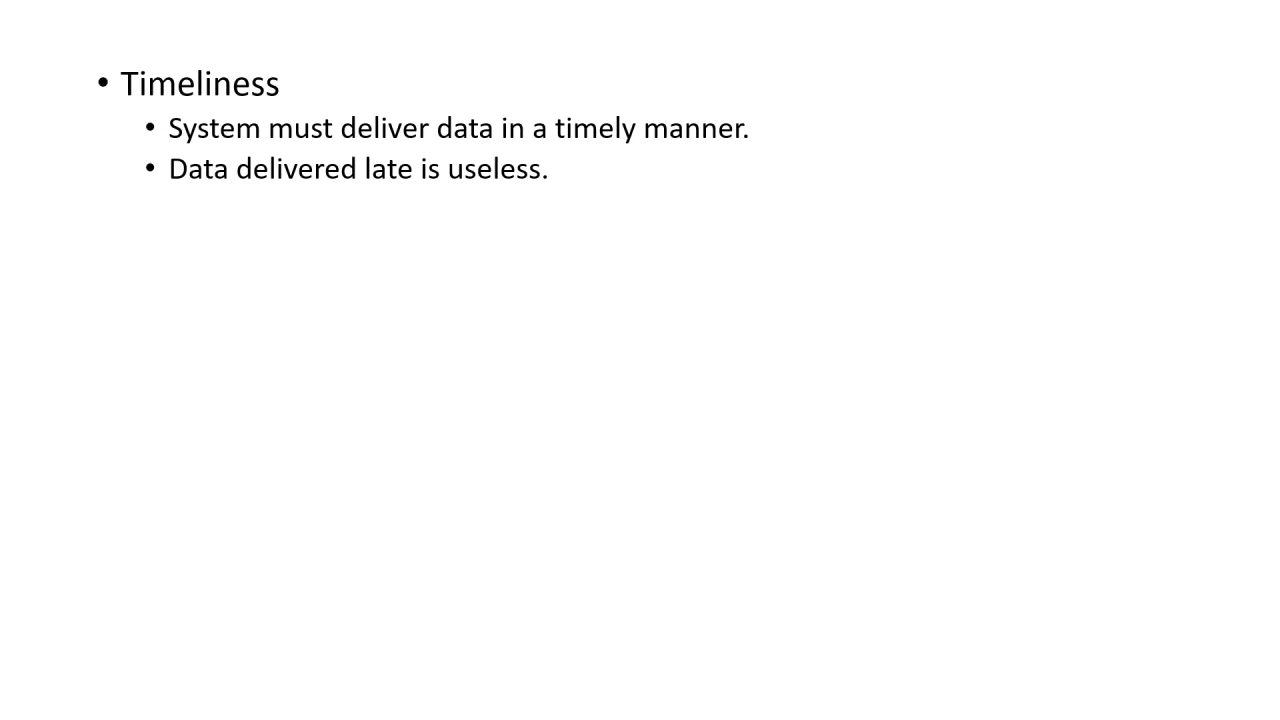 • Timeliness
• System must deliver data in a timely manner.
• Data delivered late is useless.